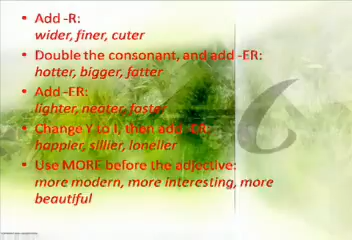 • Add -R:
wider, finer, cuter
• Double the consonant, and add -ER:
hotter, bigger, fatter
• Add -ER:
lighter, neater, faster
• Change Y to I, then add -ER:
happier, sillier, lonelier
• Use MORE before the adjective:
more modern, more interesting, more
beautiful